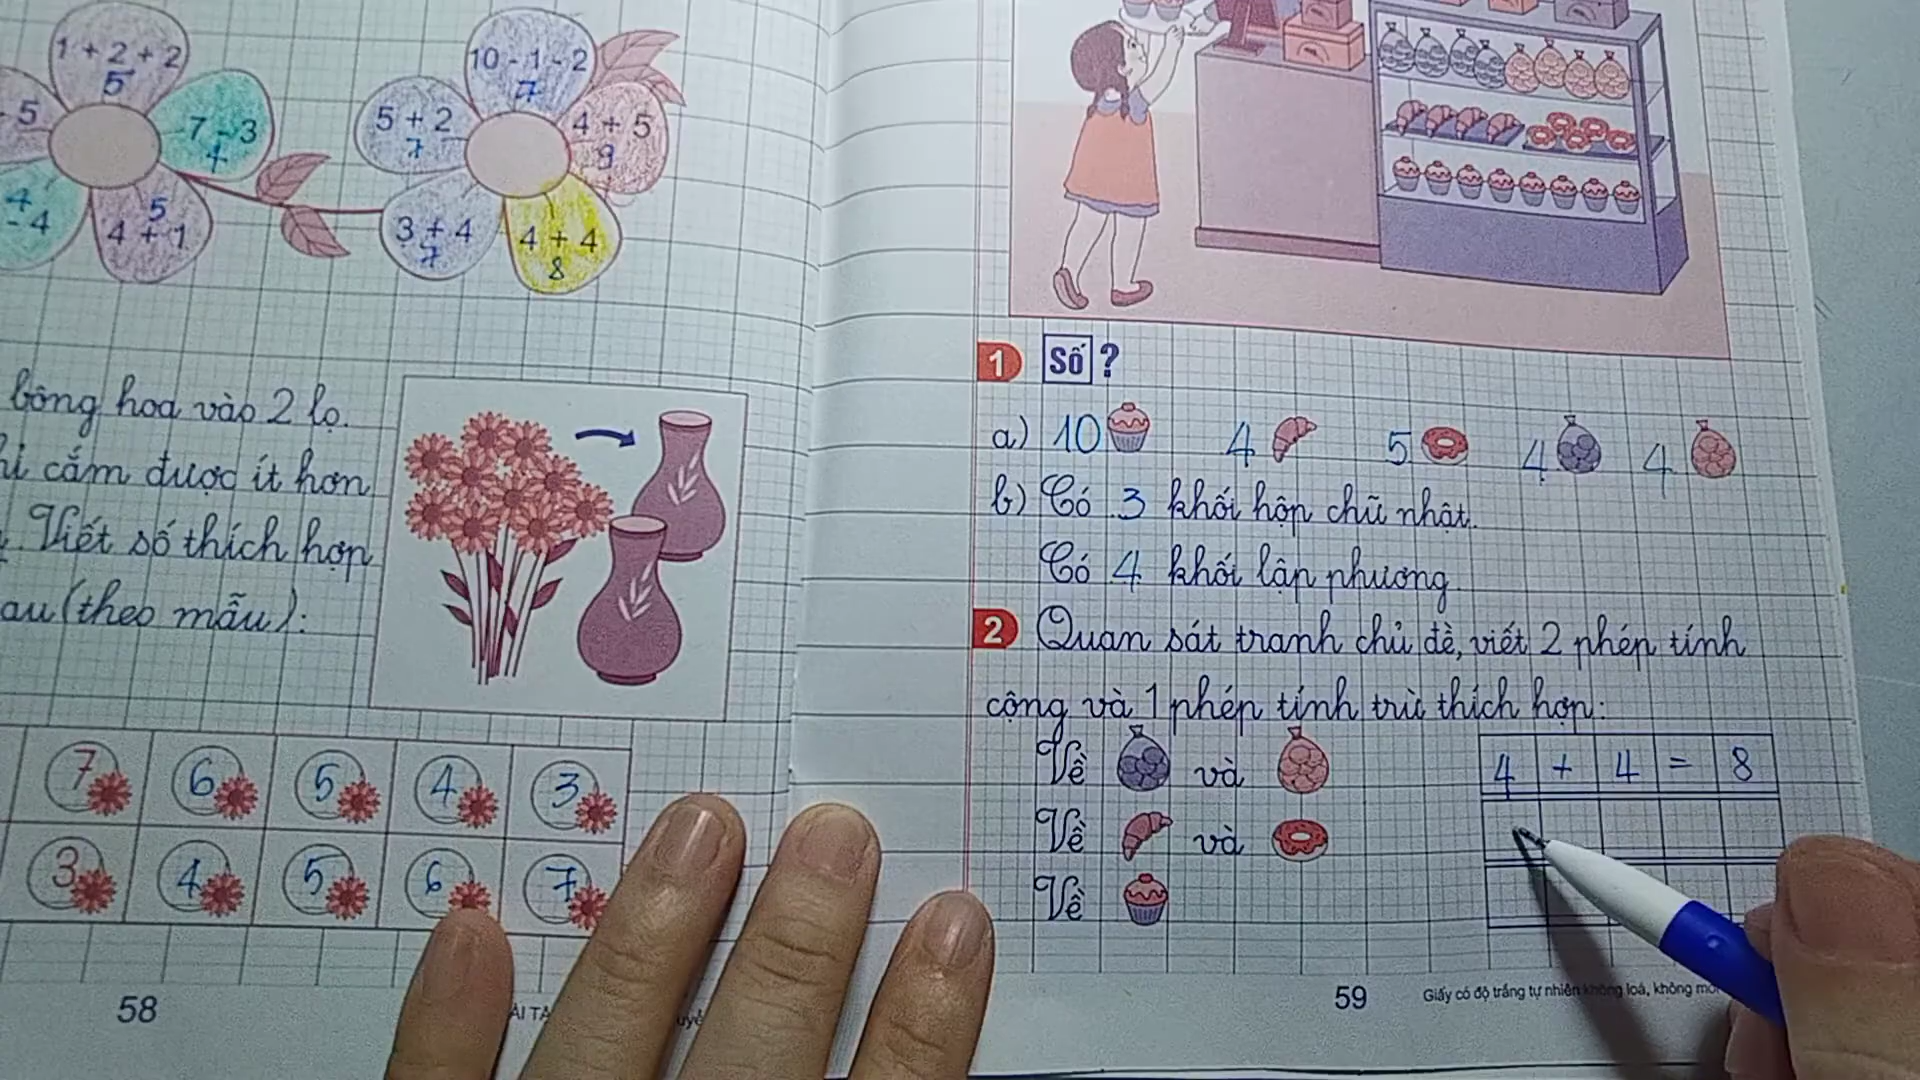 1 + 2 + 2
5
- 5
7 - 3
4
4
- 4
5
4 + 1
10 - 1 - 2
7
5 + 2
7
4 + 5
9
3 + 4
7
4 + 4
8
bông hoa vào 2 lọ.
cắm được ít hơn
Viết số thích hợp
(theo mẫu):
7 6 5 4 3
3 4 5 6 7
58
1 Số ?
a) 10 4 5 4 4
b) Có 3 khối hộp chữ nhật.
Có 4 khối lập phương.
2 Quan sát tranh chủ đề, viết 2 phép tính
cộng và 1 phép tính trừ thích hợp:
Về và 4 + 4 = 8
Về và
Về
59
Giấy có độ trắng tự nhiên không loá, không